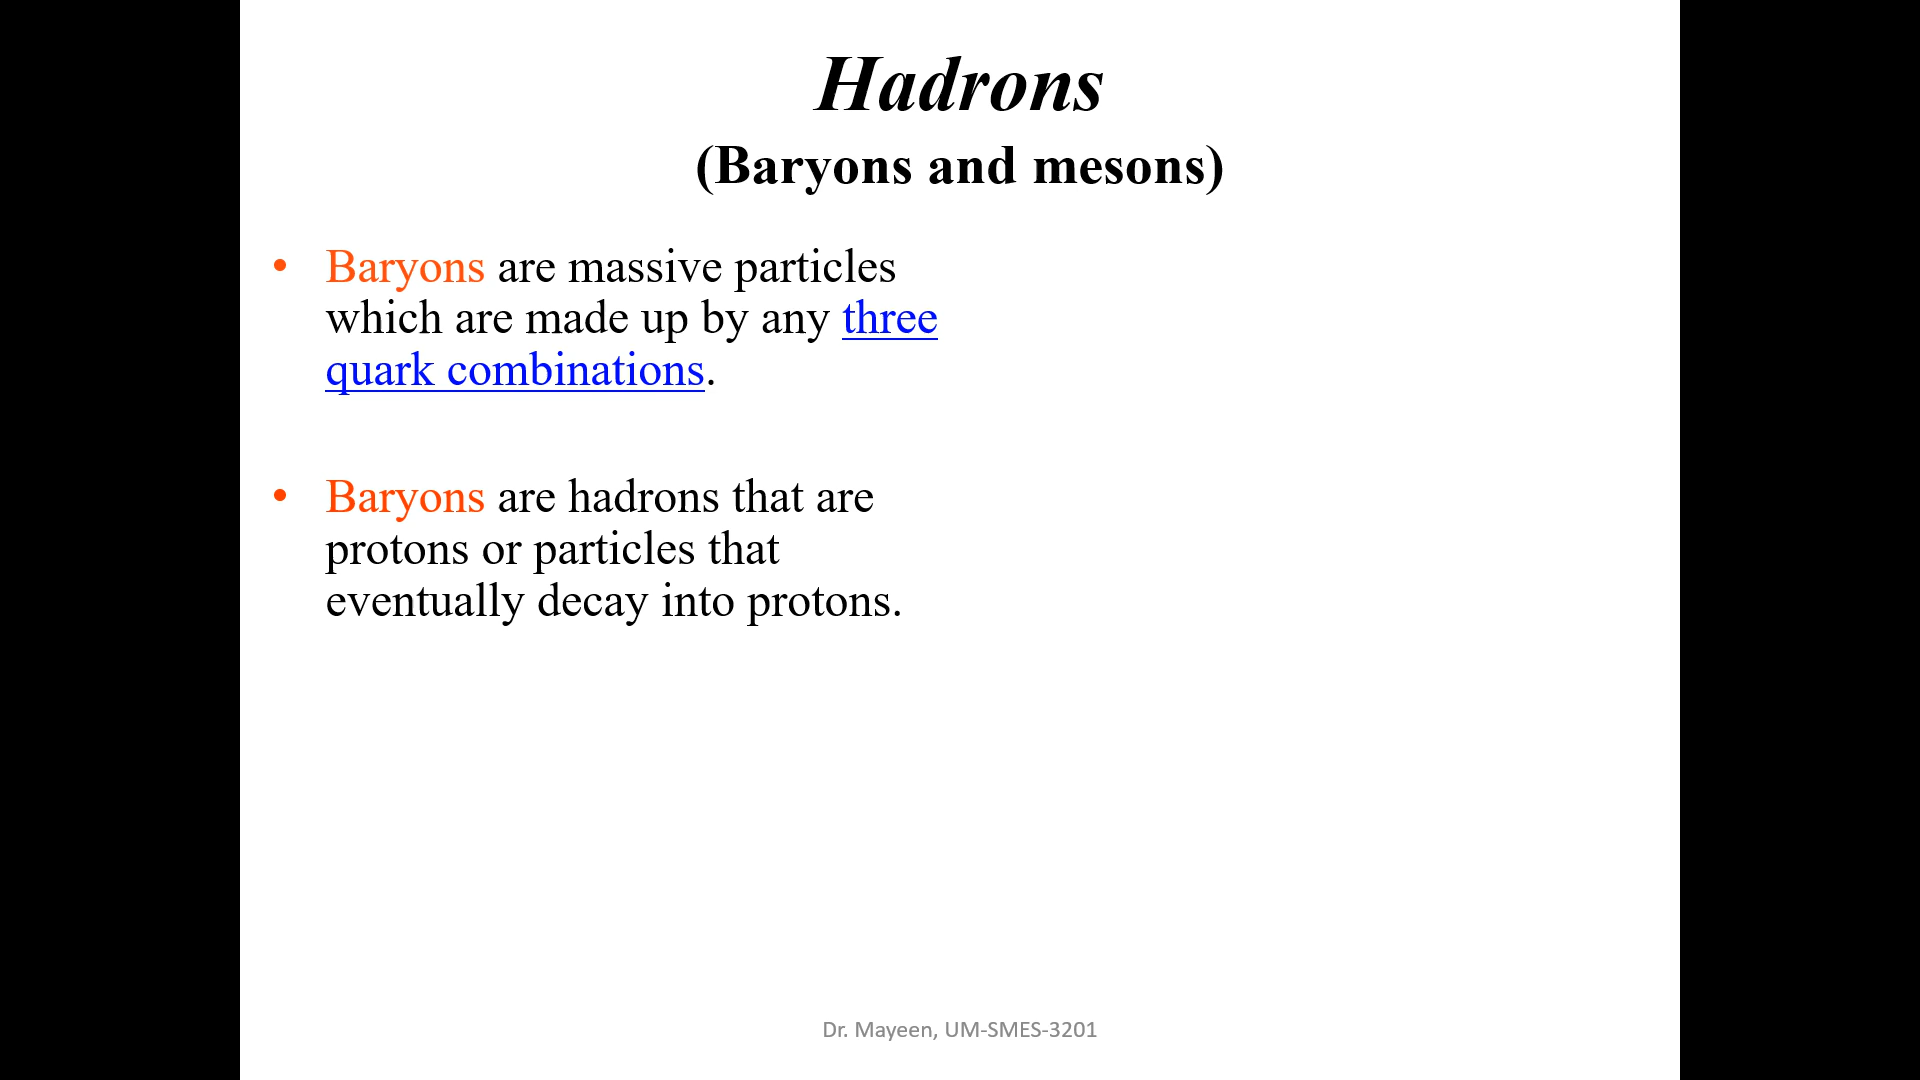 Hadrons
(Baryons and mesons)
• Baryons are massive particles
which are made up by any three
quark combinations.
• Baryons are hadrons that are
protons or particles that
eventually decay into protons.
Dr. Mayeen, UM-SMES-3201